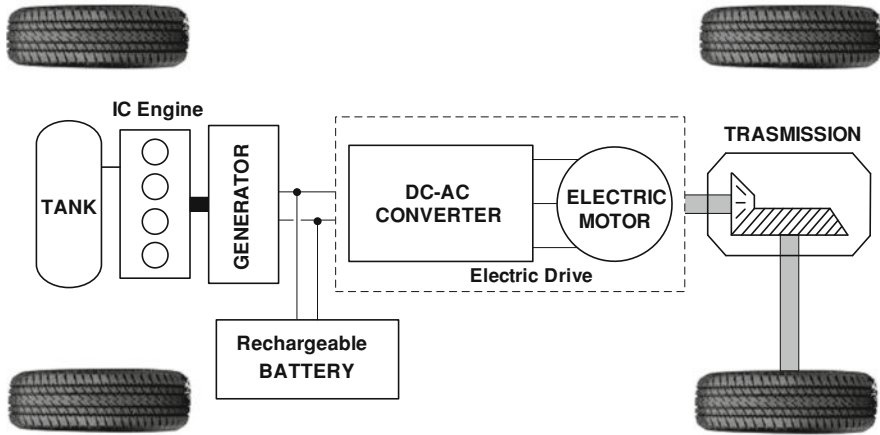 IC Engine
TANK
GENERATOR
DC-AC
CONVERTER
ELECTRIC
MOTOR
Electric Drive
TRASMISSION
Rechargeable
BATTERY